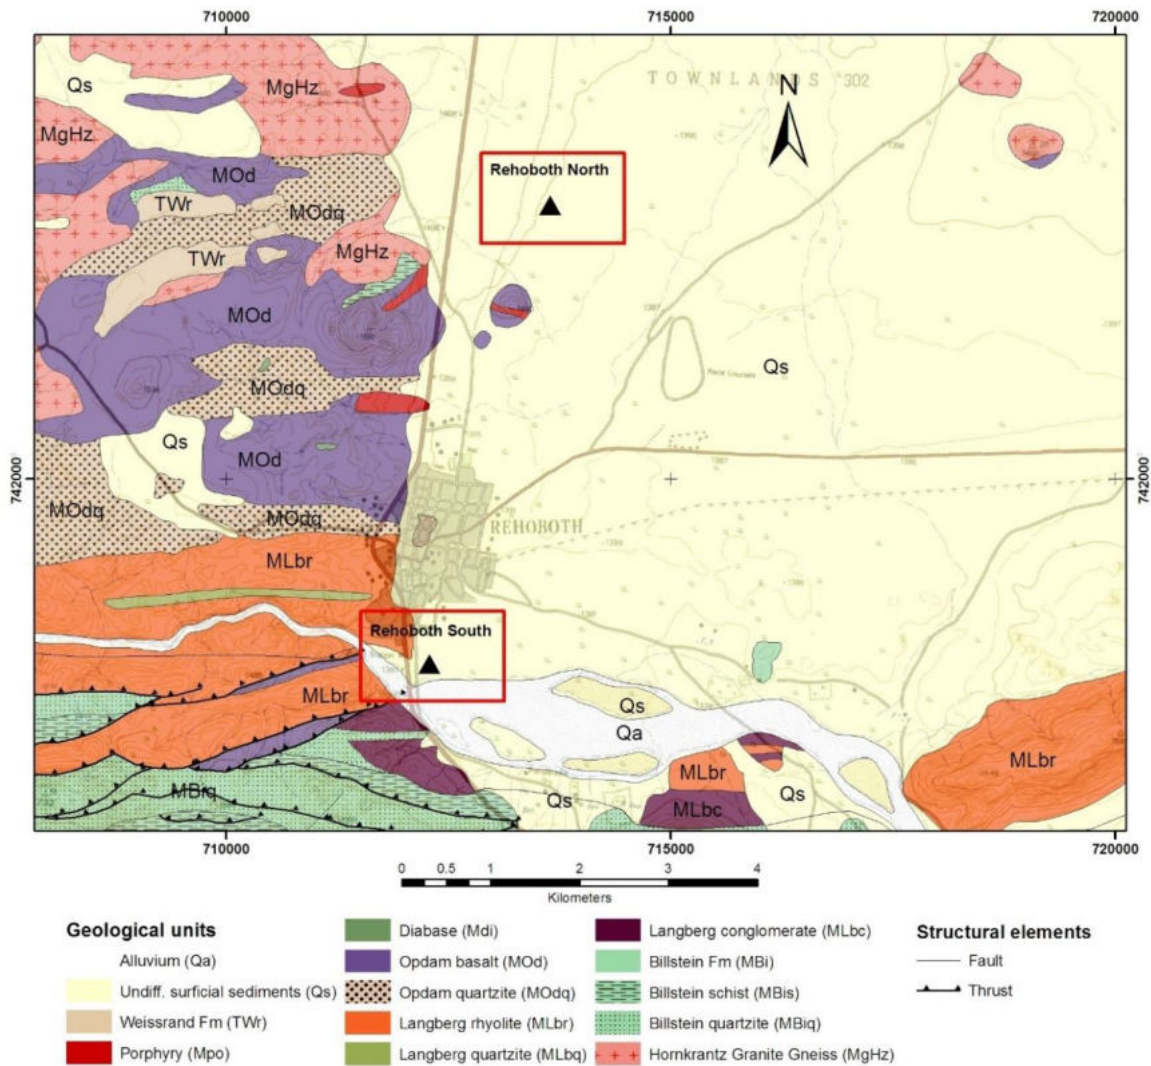 710000 715000 720000
TOWNLANDS 302
Qs
MgHz
N
MgHz
Rehoboth North
MOd
TWr
MOdq
TWr
MgHz
MOd
Race Courses
Qs
MOdq
Qs
MOd
742000 742000
MOdq
MOdq
REHOBOTH
MLbr
Rehoboth South
MLbr
Qs
Qa
MLbr
MLbr
MBiq
Qs
MLbc
Qs
710000 715000 720000
0 0.5 1 2 3 4
Kilometers
Geological units
Alluvium (Qa)
Undiff. surficial sediments (Qs)
Weissrand Fm (TWr)
Porphyry (Mpo)
Diabase (Mdi)
Opdam basalt (MOd)
Opdam quartzite (MOdq)
Langberg rhyolite (MLbr)
Langberg quartzite (MLbq)
Langberg conglomerate (MLbc)
Billstein Fm (MBi)
Billstein schist (MBis)
Billstein quartzite (MBiq)
Hornkrantz Granite Gneiss (MgHz)
Structural elements
Fault
Thrust